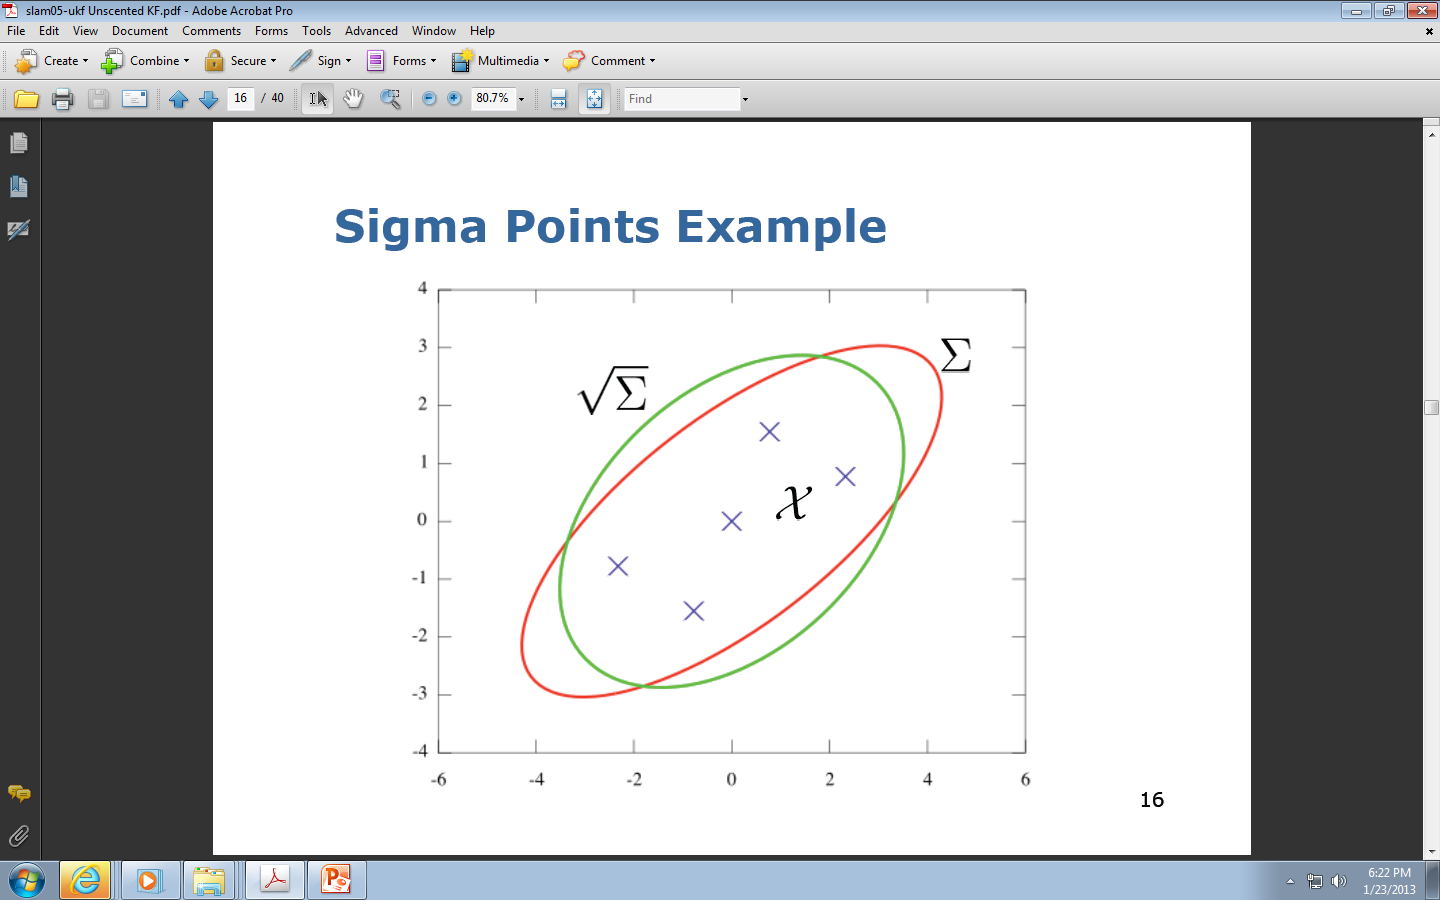 slam05-ukf Unscented KF.pdf - Adobe Acrobat Pro
File Edit View Document Comments Forms Tools Advanced Window Help
Create Combine Secure Sign Forms Multimedia Comment
16 / 40 80.7% Find
Sigma Points Example
4
3
2
1
0
-1
-2
-3
-4
-6 -4 -2 0 2 4 6
√Σ
Σ
𝒳
16
6:22 PM
1/23/2013